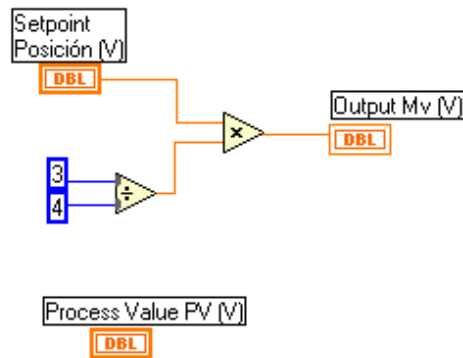 Setpoint
Posición (V)
DBL
×
Output Mv (V)
DBL
3
÷
4
Process Value PV (V)
DBL